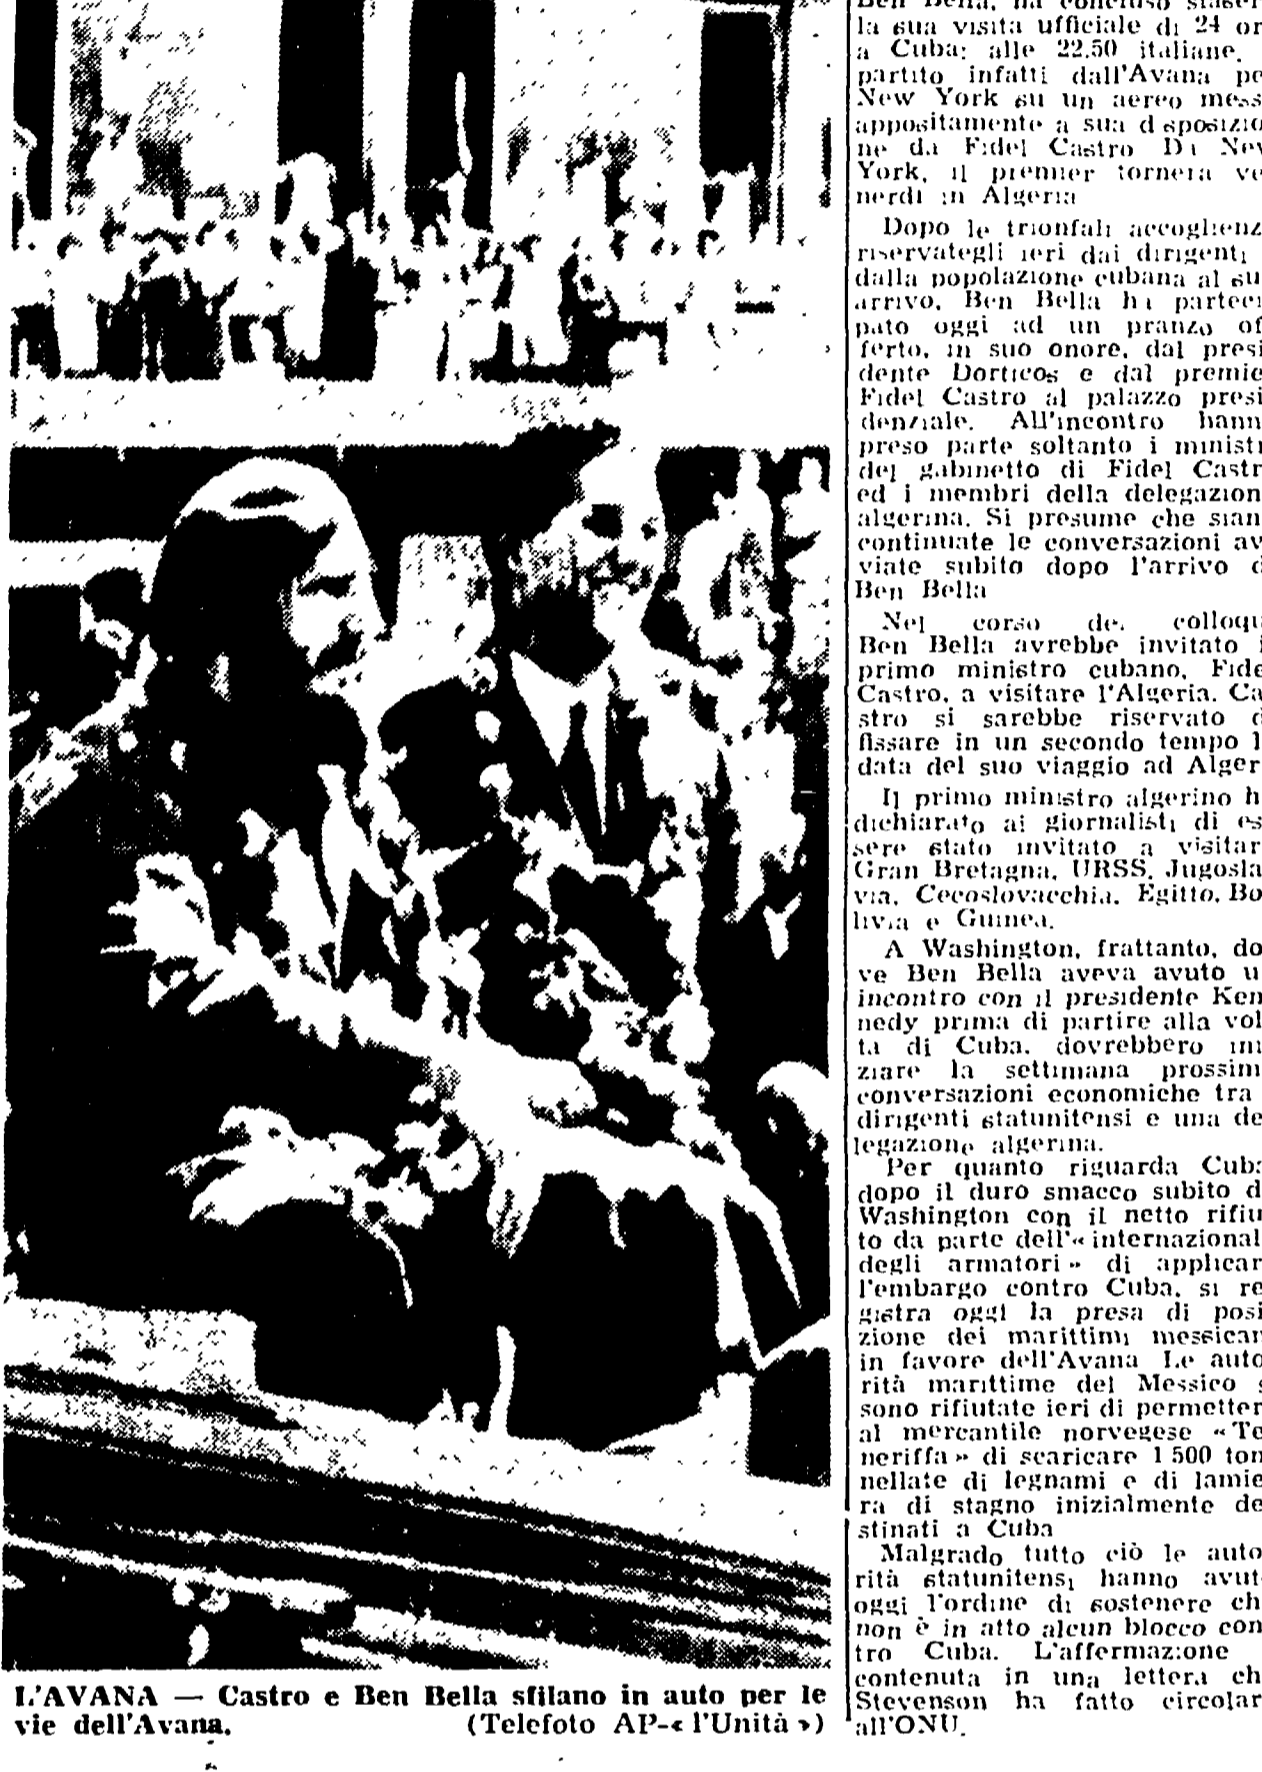 Ben Bella, ha concluso
la sua visita ufficiale di 24 or
a Cuba; alle 22.50 italiane.
partito infatti dall'Avana pe
New York su un aereo mess
appositamente a sua disposizio
ne da Fidel Castro Da New
York, il premier tornera ve
nerdì in Algeria
Dopo le trionfali accoglienz
riservategli ieri dai dirigenti
dalla popolazione cubana al su
arrivo, Ben Bella ha parteci
pato oggi ad un pranzo of
ferto, in suo onore, dal presi
dente Dorticos e dal premie
Fidel Castro al palazzo presi
denziale. All'incontro hann
preso parte soltanto i ministr
del gabinetto di Fidel Castr
ed i membri della delegazion
algerina. Si presume che sian
continuate le conversazioni av
viate subito dopo l'arrivo d
Ben Bella
Nel corso dei colloqui
Ben Bella avrebbe invitato i
primo ministro cubano, Fide
Castro, a visitare l'Algeria. Ca
stro si sarebbe riservato d
fissare in un secondo tempo l
data del suo viaggio ad Alger
Il primo ministro algerino h
dichiarato ai giornalisti di es
sere stato invitato a visitar
Gran Bretagna, URSS, Jugosla
via, Cecoslovacchia, Egitto, Bo
livia e Guinea.
A Washington, frattanto, do
ve Ben Bella aveva avuto u
incontro con il presidente Ken
nedy prima di partire alla vol
ta di Cuba, dovrebbero ini
ziare la settimana prossim
conversazioni economiche tra
dirigenti statunitensi e una de
legazione algerina.
Per quanto riguarda Cuba
dopo il duro smacco subito d
Washington con il netto rifiu
to da parte dell'« internazional
degli armatori » di applicar
l'embargo contro Cuba, si re
gistra oggi la presa di posi
zione dei marittimi messican
in favore dell'Avana Le auto
rità marittime del Messico s
sono rifiutate ieri di permetter
al mercantile norvegese « Te
neriffa » di scaricare 1 500 ton
nellate di legnami e di lamie
ra di stagno inizialmente de
stinati a Cuba
Malgrado tutto ciò le auto
rità statunitensi hanno avut
oggi l'ordine di sostenere ch
non è in atto alcun blocco con
tro Cuba. L'affermazione
contenuta in una lettera ch
Stevenson ha fatto circolar
all'ONU.
L'AVANA — Castro e Ben Bella sfilano in auto per le
vie dell'Avana. (Telefoto AP-« l'Unità »)